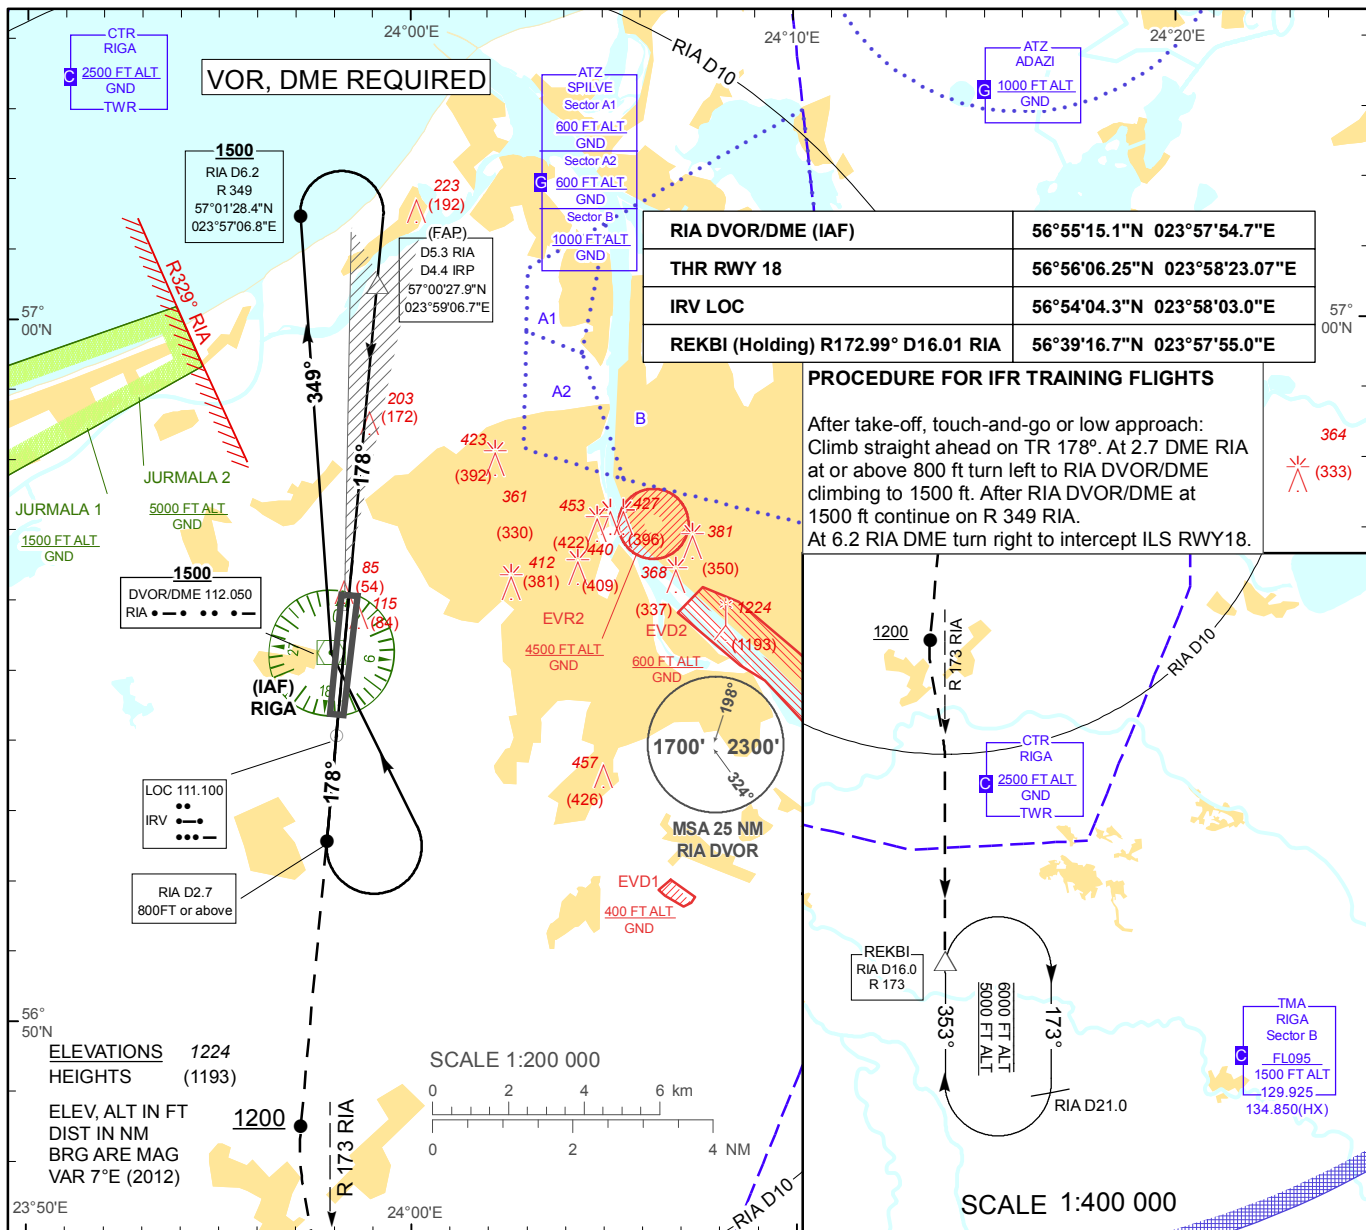 24°00'E
24°10'E
24°20'E
CTR
RIGA
C
2500 FT ALT
GND
TWR
VOR, DME REQUIRED
RIA D10
ATZ
SPILVE
Sector A1
600 FT ALT
GND
Sector A2
G
600 FT ALT
GND
Sector B
1000 FT ALT
GND
ATZ
ADAZI
G
1000 FT ALT
GND
1500
RIA D6.2
R 349
57°01'28.4"N
023°57'06.8"E
223
(192)
(FAP)
D5.3 RIA
D4.4 IRP
57°00'27.9"N
023°59'06.7"E
RIA DVOR/DME (IAF) 56°55'15.1"N 023°57'54.7"E
THR RWY 18 56°56'06.25"N 023°58'23.07"E
IRV LOC 56°54'04.3"N 023°58'03.0"E
REKBI (Holding) R172.99° D16.01 RIA 56°39'16.7"N 023°57'55.0"E
57°
00'N
57°
00'N
R329° RIA
A1
A2
B
349°
178°
203
(172)
PROCEDURE FOR IFR TRAINING FLIGHTS
After take-off, touch-and-go or low approach:
Climb straight ahead on TR 178º. At 2.7 DME RIA
at or above 800 ft turn left to RIA DVOR/DME
climbing to 1500 ft. After RIA DVOR/DME at
1500 ft continue on R 349 RIA.
At 6.2 RIA DME turn right to intercept ILS RWY18.
364
(333)
JURMALA 2
5000 FT ALT
GND
JURMALA 1
1500 FT ALT
GND
423
(392)
361
(330)
453
(422)
427
(396)
381
(350)
440
(409)
412
(381)
368
(337)
1224
(1193)
85
(54)
115
(84)
1500
DVOR/DME 112.050
RIA
0
27
9
18
(IAF)
RIGA
EVR2
4500 FT ALT
GND
EVD2
600 FT ALT
GND
198°
1700' 2300'
324°
MSA 25 NM
RIA DVOR
457
(426)
LOC 111.100
IRV
178°
RIA D2.7
800FT or above
EVD1
400 FT ALT
GND
1200
R 173 RIA
RIA D10
CTR
RIGA
C
2500 FT ALT
GND
TWR
REKBI
RIA D16.0
R 173
353°
6000 FT ALT
5000 FT ALT
173°
RIA D21.0
TMA
RIGA
Sector B
C
FL095
1500 FT ALT
129.925
134.850(HX)
56°
50'N
ELEVATIONS 1224
HEIGHTS (1193)
ELEV, ALT IN FT
DIST IN NM
BRG ARE MAG
VAR 7°E (2012)
SCALE 1:200 000
0 2 4 6 km
0 2 4 NM
1200
R 173 RIA
RIA D10
SCALE 1:400 000
23°50'E
24°00'E